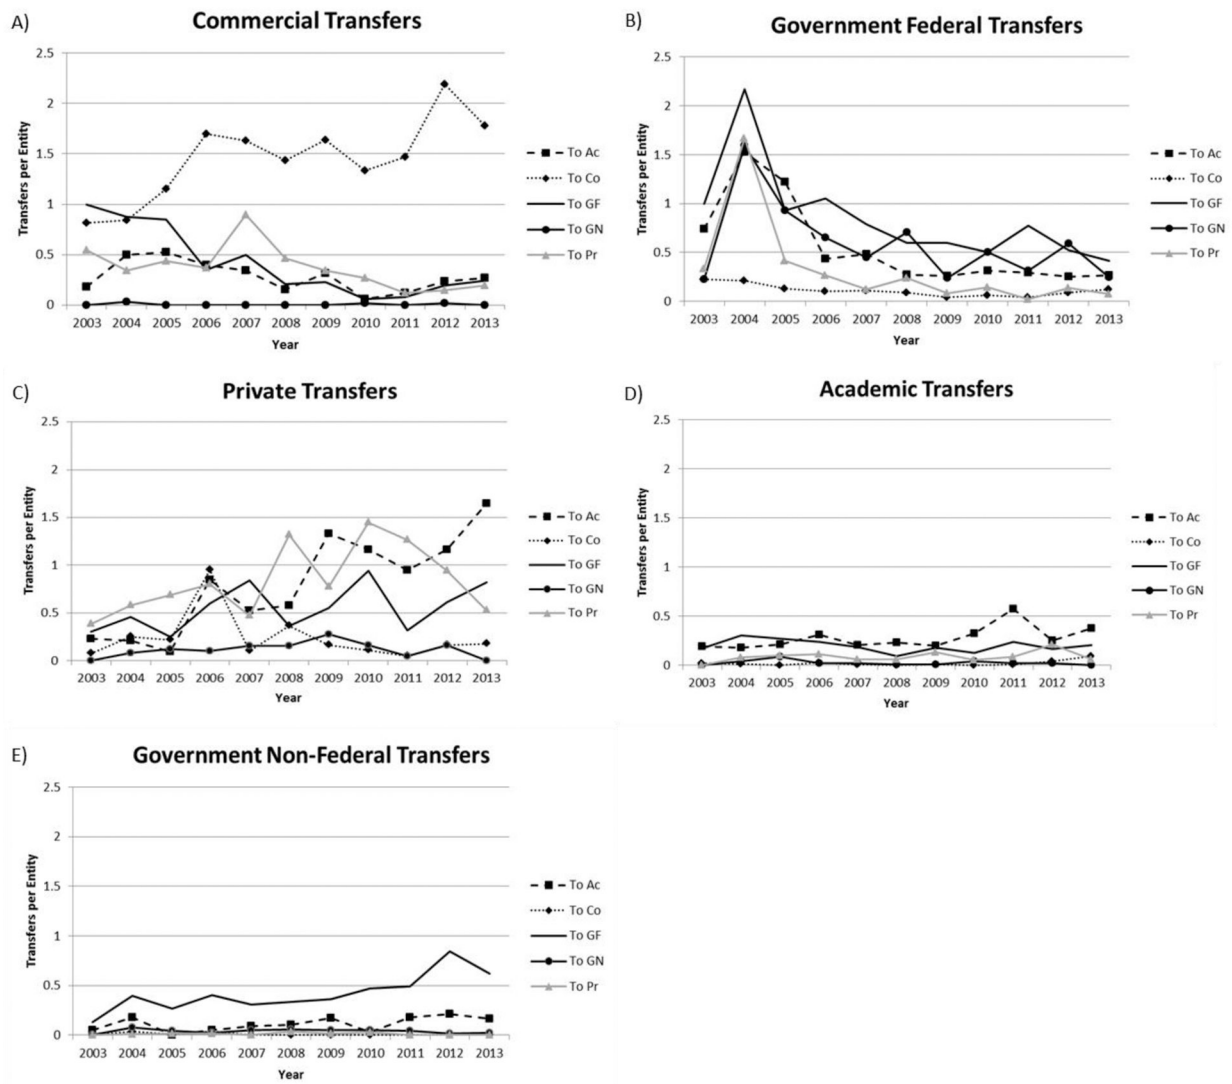 A)
Commercial Transfers
2.5
2
1.5
1
0.5
0
Transfers per Entity
2003 2004 2005 2006 2007 2008 2009 2010 2011 2012 2013
Year
To Ac
To Co
To GF
To GN
To Pr
B)
Government Federal Transfers
2.5
2
1.5
1
0.5
0
Transfers per Entity
2003 2004 2005 2006 2007 2008 2009 2010 2011 2012 2013
Year
To Ac
To Co
To GF
To GN
To Pr
C)
Private Transfers
2.5
2
1.5
1
0.5
0
Transfers per Entity
2003 2004 2005 2006 2007 2008 2009 2010 2011 2012 2013
Year
To Ac
To Co
To GF
To GN
To Pr
D)
Academic Transfers
2.5
2
1.5
1
0.5
0
Transfers per Entity
2003 2004 2005 2006 2007 2008 2009 2010 2011 2012 2013
Year
To Ac
To Co
To GF
To GN
To Pr
E)
Government Non-Federal Transfers
2.5
2
1.5
1
0.5
0
Transfers per Entity
2003 2004 2005 2006 2007 2008 2009 2010 2011 2012 2013
Year
To Ac
To Co
To GF
To GN
To Pr